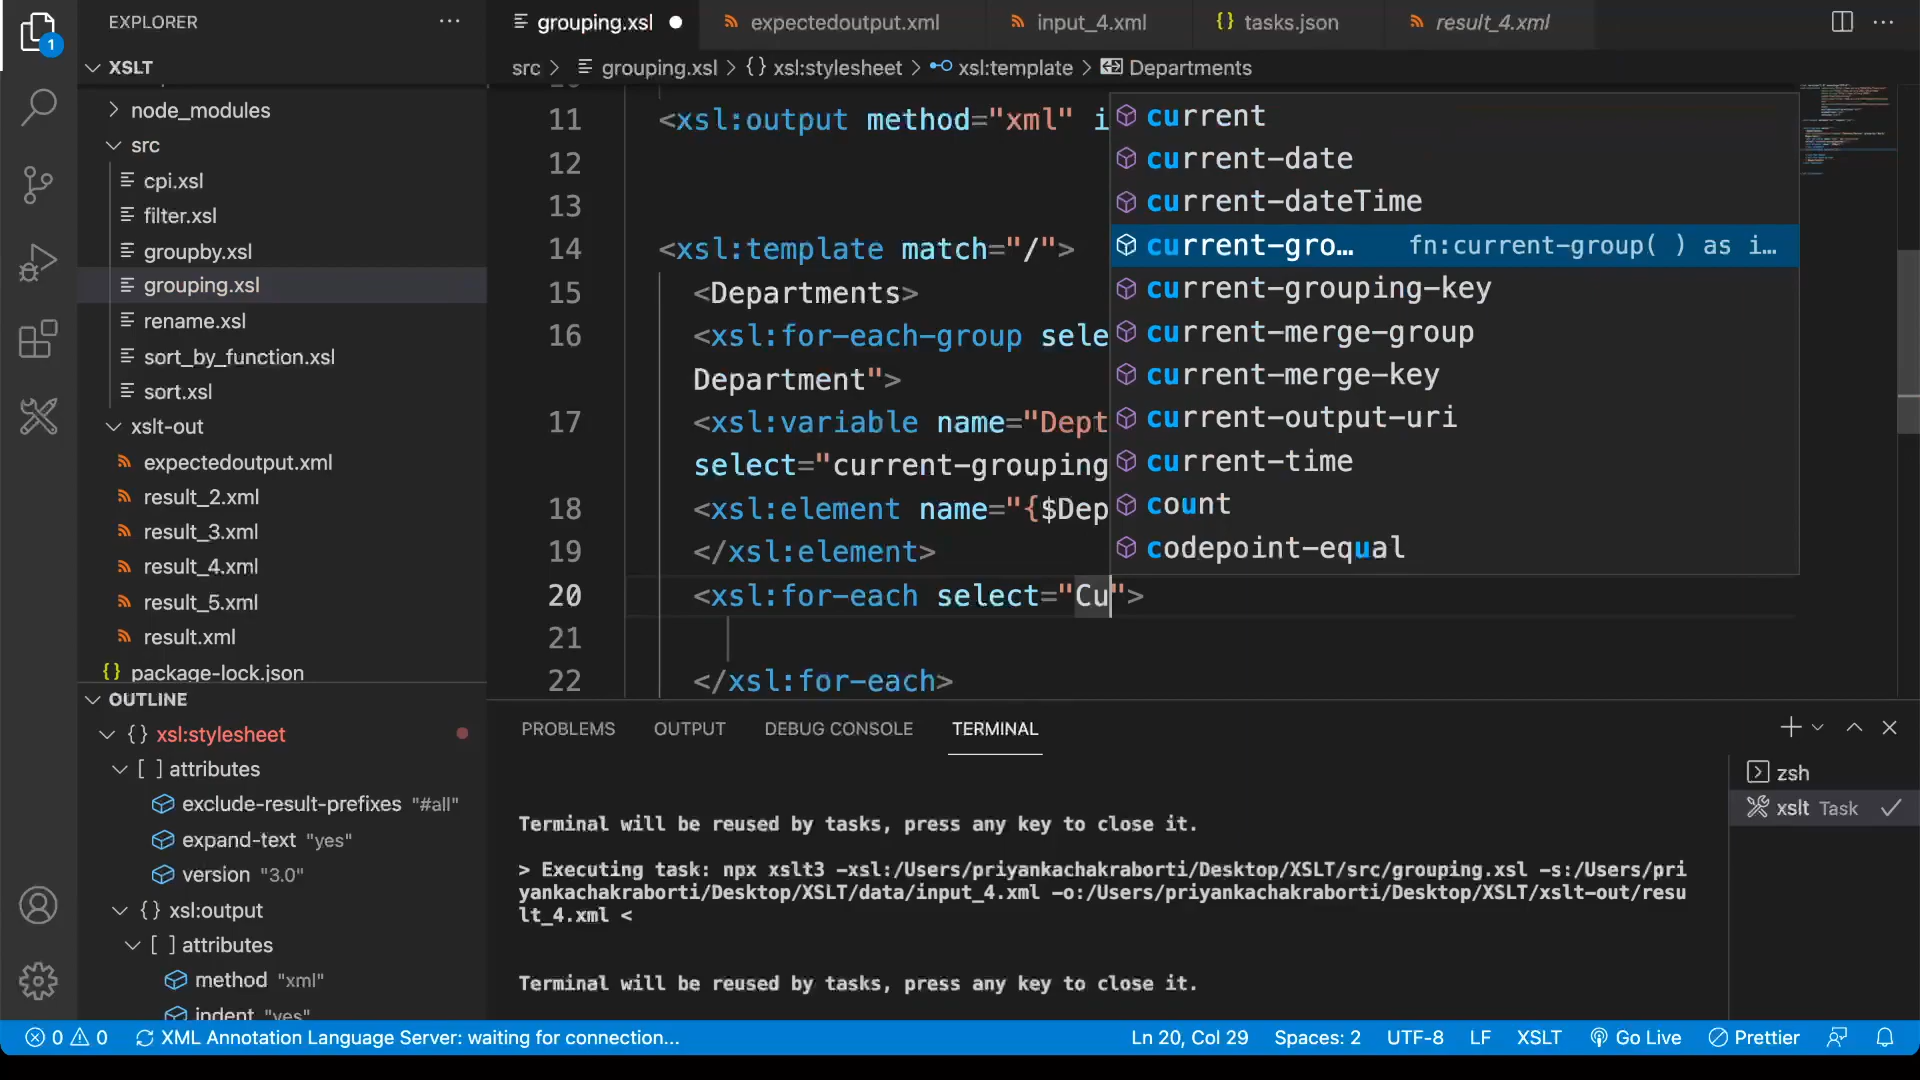 EXPLORER
XSLT
node_modules
src
cpi.xsl
filter.xsl
groupby.xsl
grouping.xsl
rename.xsl
sort_by_function.xsl
sort.xsl
xslt-out
expectedoutput.xml
result_2.xml
result_3.xml
result_4.xml
result_5.xml
result.xml
{} package-lock.json
OUTLINE
{} xsl:stylesheet
[ ] attributes
exclude-result-prefixes "#all"
expand-text "yes"
version "3.0"
{} xsl:output
[ ] attributes
method "xml"
indent "yes"
grouping.xsl
expectedoutput.xml
input_4.xml
{} tasks.json
result_4.xml
src > grouping.xsl > {} xsl:stylesheet > xsl:template > Departments
11 <xsl:output method="xml" i
12
13
14 <xsl:template match="/">
15 <Departments>
16 <xsl:for-each-group sele
Department">
17 <xsl:variable name="Dept
select="current-grouping
18 <xsl:element name="{$Dep
19 </xsl:element>
20 <xsl:for-each select="Cu">
21
22 </xsl:for-each>
current
current-date
current-dateTime
current-gro... fn:current-group( ) as i...
current-grouping-key
current-merge-group
current-merge-key
current-output-uri
current-time
count
codepoint-equal
PROBLEMS OUTPUT DEBUG CONSOLE TERMINAL
Terminal will be reused by tasks, press any key to close it.
> Executing task: npx xslt3 -xsl:/Users/priyankachakraborti/Desktop/XSLT/src/grouping.xsl -s:/Users/pri
yankachakraborti/Desktop/XSLT/data/input_4.xml -o:/Users/priyankachakraborti/Desktop/XSLT/xslt-out/resu
lt_4.xml <
Terminal will be reused by tasks, press any key to close it.
zsh
xslt Task
1
0 0 XML Annotation Language Server: waiting for connection... Ln 20, Col 29 Spaces: 2 UTF-8 LF XSLT Go Live Prettier